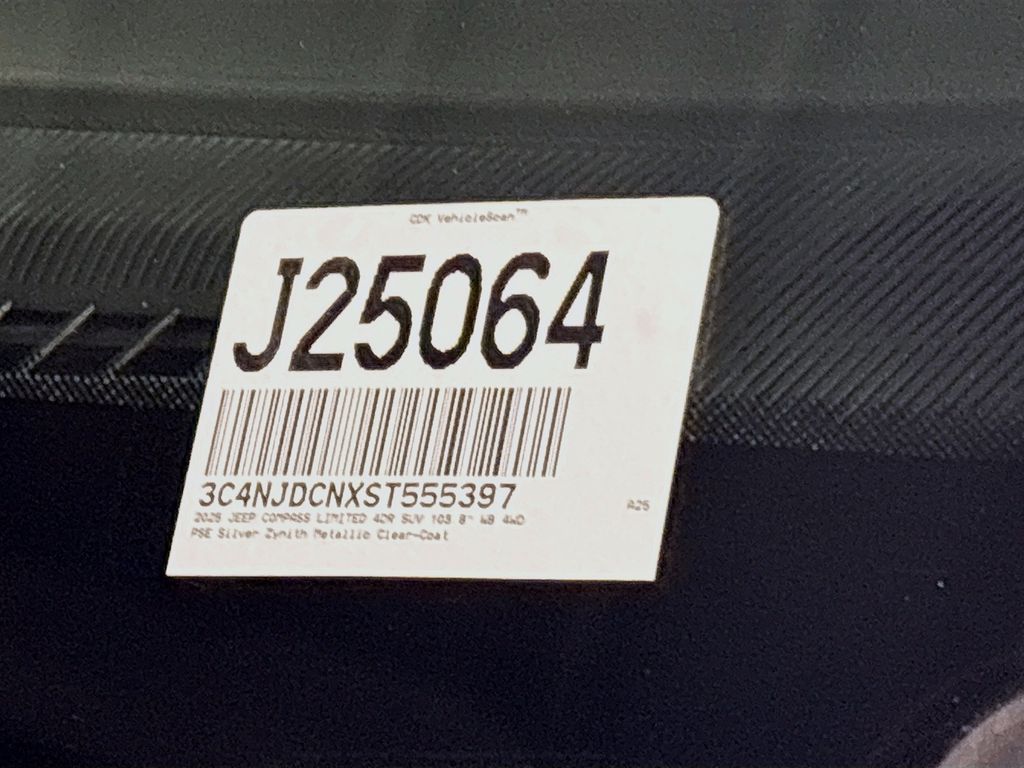 CDK VehicleScan™
J25064
3C4NJDCNXST555397
A25
2025 JEEP COMPASS LIMITED 4DR SUV 103.8" WB 4WD
PSE Silver Zynith Metallic Clear-Coat